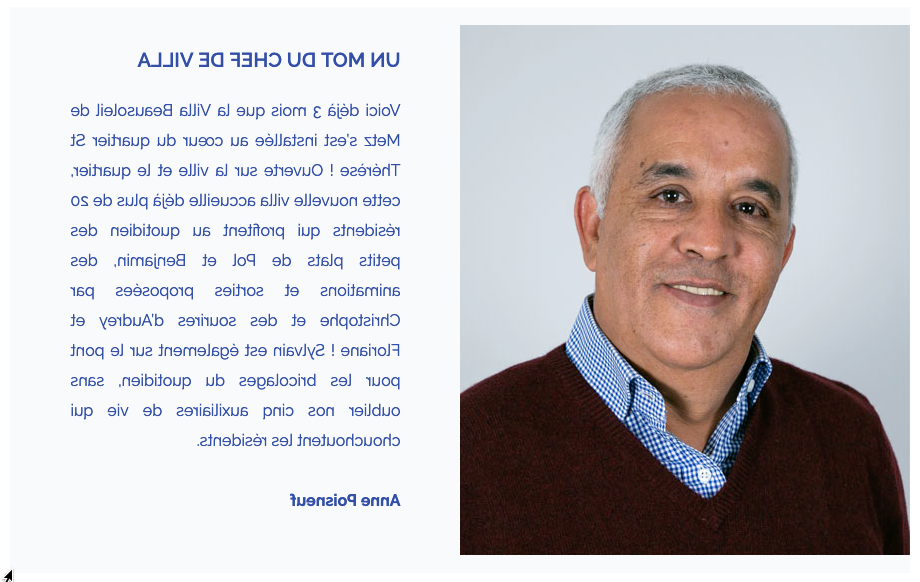 UN MOT DU CHEF DE VILLA
Voici déjà 3 mois que la Villa Beausoleil de
Metz s'est installée au cœur du quartier St
Thérèse ! Ouverte sur la ville et le quartier,
cette nouvelle villa accueille déjà plus de 20
résidents qui profitent au quotidien des
petits plats de Pol et Benjamin, des
animations et sorties proposées par
Christophe et des sourires d'Audrey et
Floriane ! Sylvain est également sur le pont
pour les bricolages du quotidien, sans
oublier nos cinq auxiliaires de vie qui
chouchoutent les résidents.
Anne Poisneuf